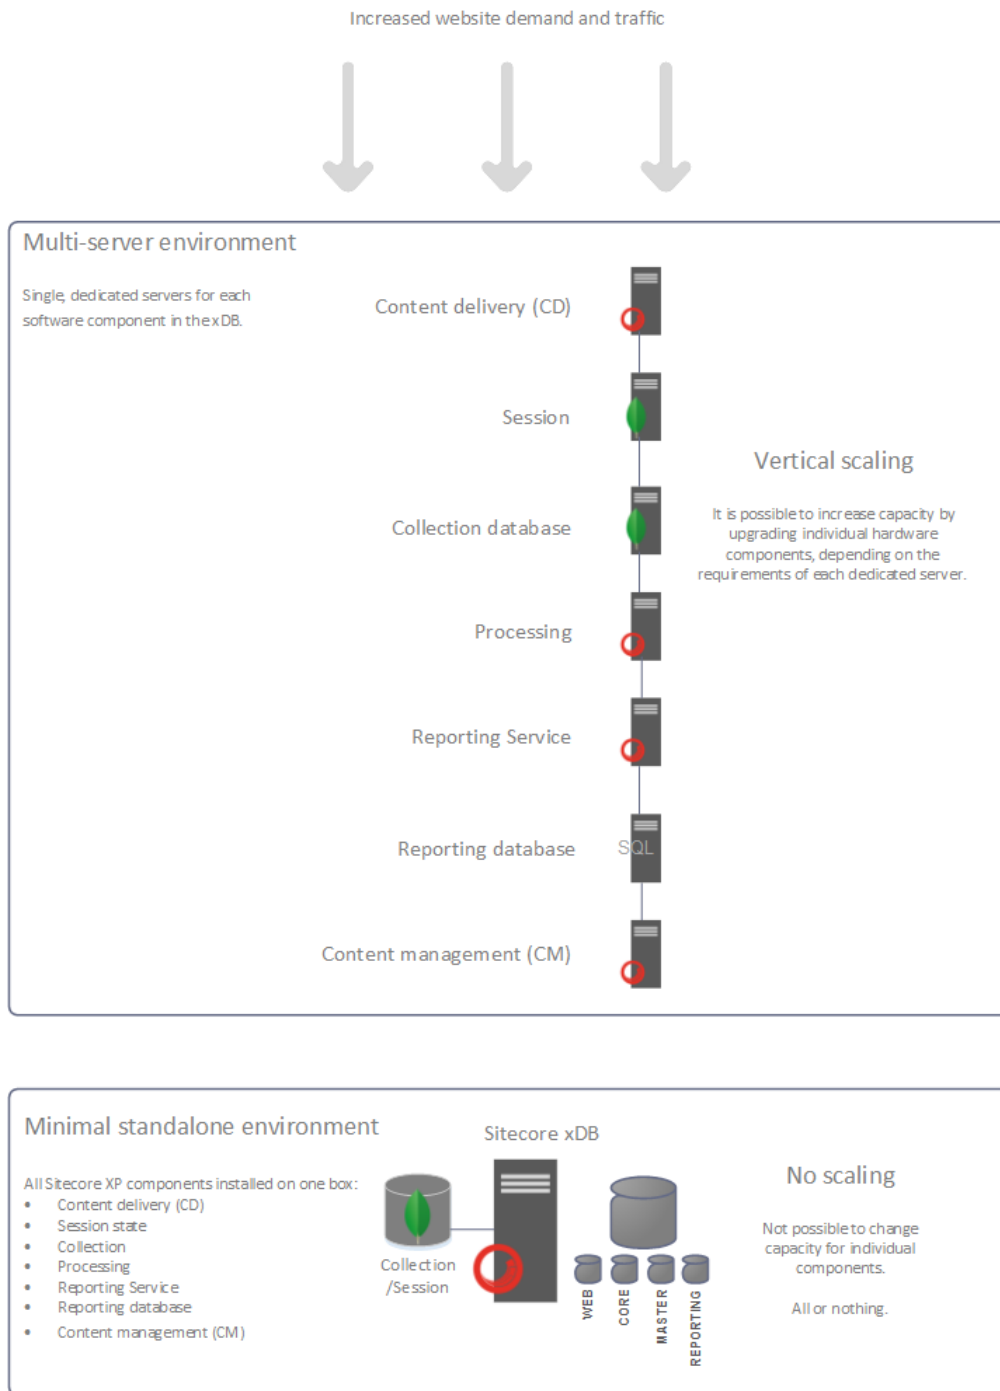 Increased website demand and traffic
Multi-server environment
Single, dedicated servers for each
software component in the xDB.
Content delivery (CD)
Session
Collection database
Processing
Reporting Service
Reporting database
SQL
Content management (CM)
Vertical scaling
It is possible to increase capacity by
upgrading individual hardware
components, depending on the
requirements of each dedicated server.
Minimal standalone environment
All Sitecore XP components installed on one box:
• Content delivery (CD)
• Session state
• Collection
• Processing
• Reporting Service
• Reporting database
• Content management (CM)
Sitecore xDB
Collection
/Session
WEB
CORE
MASTER
REPORTING
No scaling
Not possible to change
capacity for individual
components.
All or nothing.